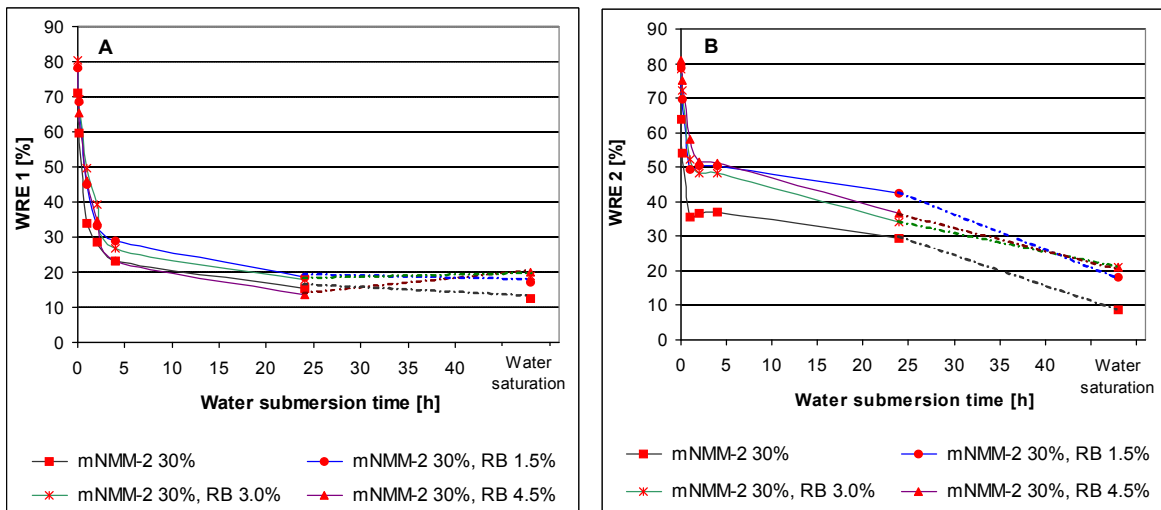 A
WRE 1 [%]
90
80
70
60
50
40
30
20
10
0
0 5 10 15 20 25 30 35 40 Water
saturation
Water submersion time [h]
mNMM-2 30% mNMM-2 30%, RB 1.5%
mNMM-2 30%, RB 3.0% mNMM-2 30%, RB 4.5%
B
WRE 2 [%]
90
80
70
60
50
40
30
20
10
0
0 5 10 15 20 25 30 35 40 Water
saturation
Water submersion time [h]
mNMM-2 30% mNMM-2 30%, RB 1.5%
mNMM-2 30%, RB 3.0% mNMM-2 30%, RB 4.5%